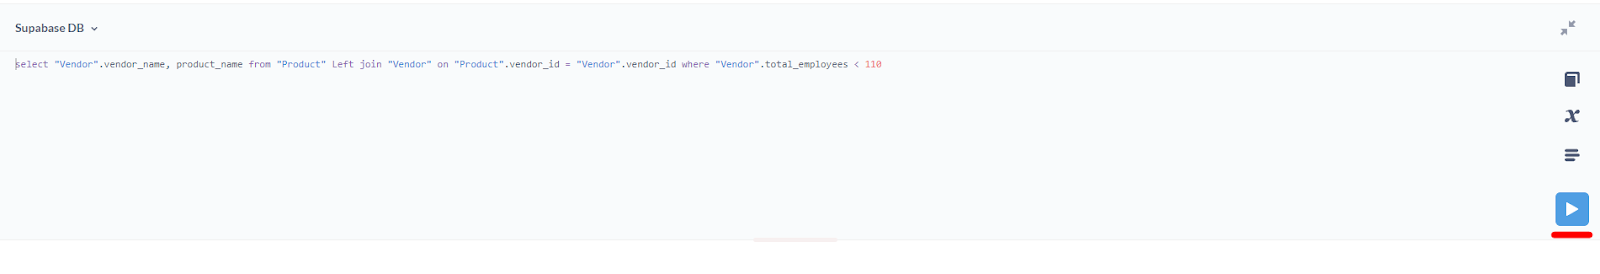 Supabase DB
select "Vendor".vendor_name, product_name from "Product" Left join "Vendor" on "Product".vendor_id = "Vendor".vendor_id where "Vendor".total_employees < 110
x